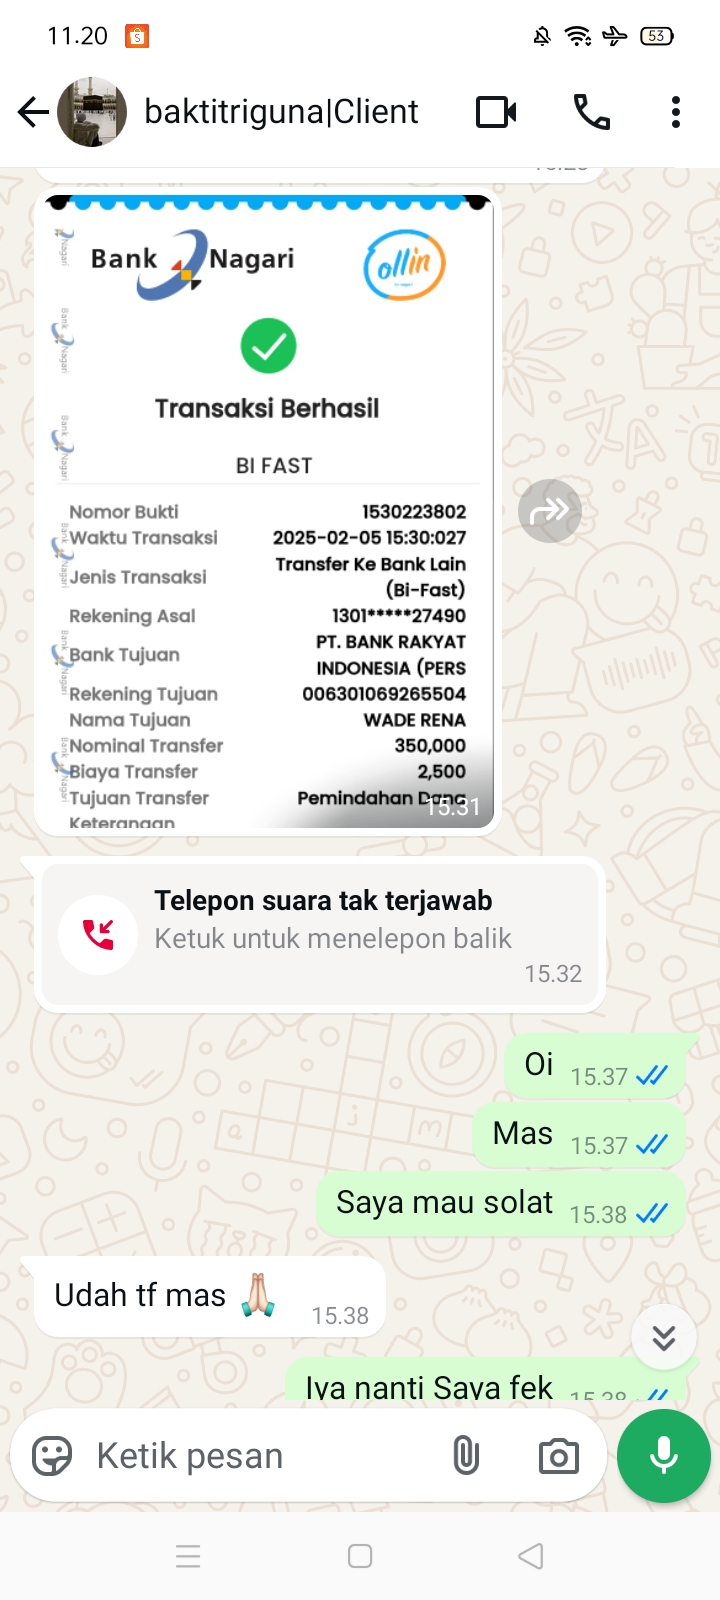 11.20
53
baktitriguna|Client
Bank Nagari
ollin
Transaksi Berhasil
BI FAST
Nomor Bukti 1530223802
Waktu Transaksi 2025-02-05 15:30:027
Jenis Transaksi Transfer Ke Bank Lain
(Bi-Fast)
Rekening Asal 1301*****27490
Bank Tujuan PT. BANK RAKYAT
INDONESIA (PERS
Rekening Tujuan 006301069265504
Nama Tujuan WADE RENA
Nominal Transfer 350,000
Biaya Transfer 2,500
Tujuan Transfer Pemindahan Dana
Keterangan
15.31
Telepon suara tak terjawab
Ketuk untuk menelepon balik
15.32
Oi 15.37
Mas 15.37
Saya mau solat 15.38
Udah tf mas 🙏🏻 15.38
Iya nanti Saya fek 15.38
Ketik pesan